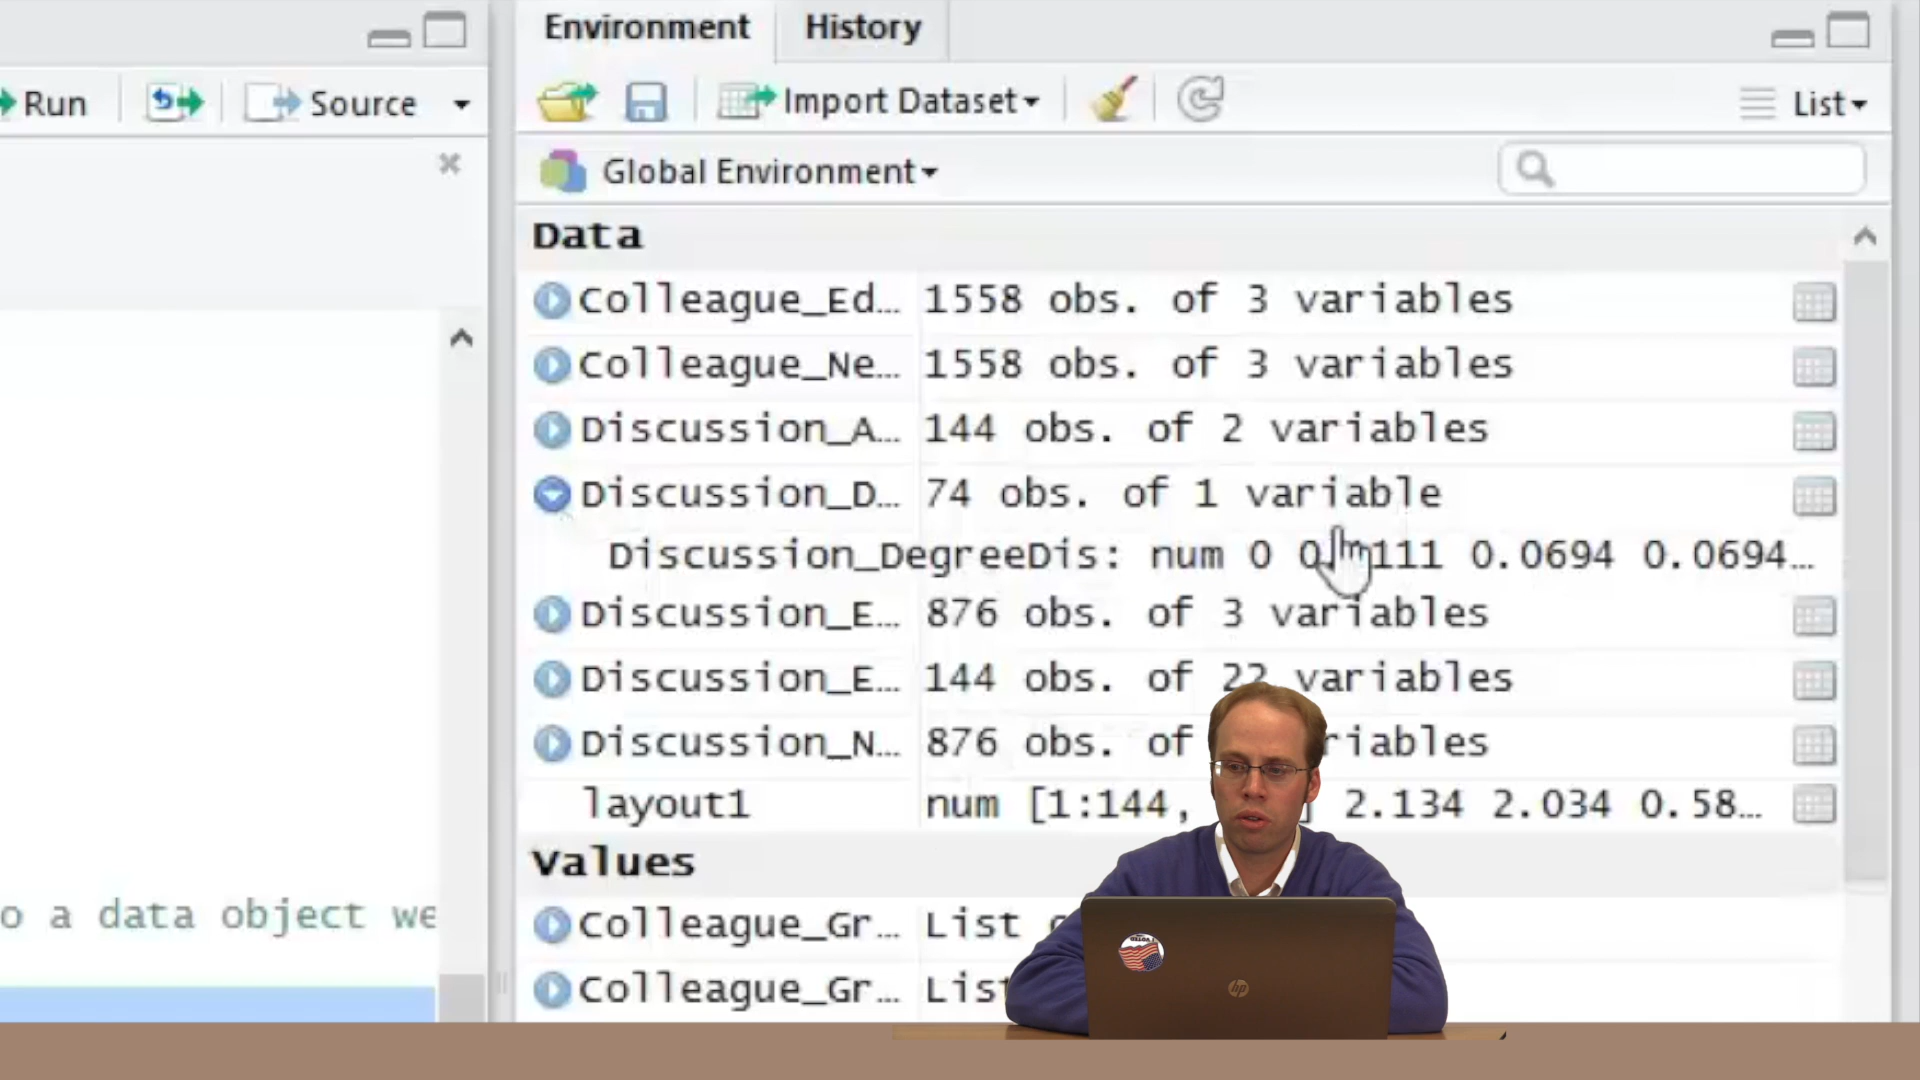 Environment
History
Run
Source
Import Dataset
List
Global Environment
Data
Colleague_Ed... 1558 obs. of 3 variables
Colleague_Ne... 1558 obs. of 3 variables
Discussion_A... 144 obs. of 2 variables
Discussion_D... 74 obs. of 1 variable
Discussion_DegreeDis: num 0 0.0694 0.0694...
Discussion_E... 876 obs. of 3 variables
Discussion_E... 144 obs. of 22 variables
Discussion_N... 876 obs. of
layout1 num [1:144, 2.134 2.034 0.58...
Values
o a data object we
Colleague_Gr... List
Colleague_Gr... List
hp